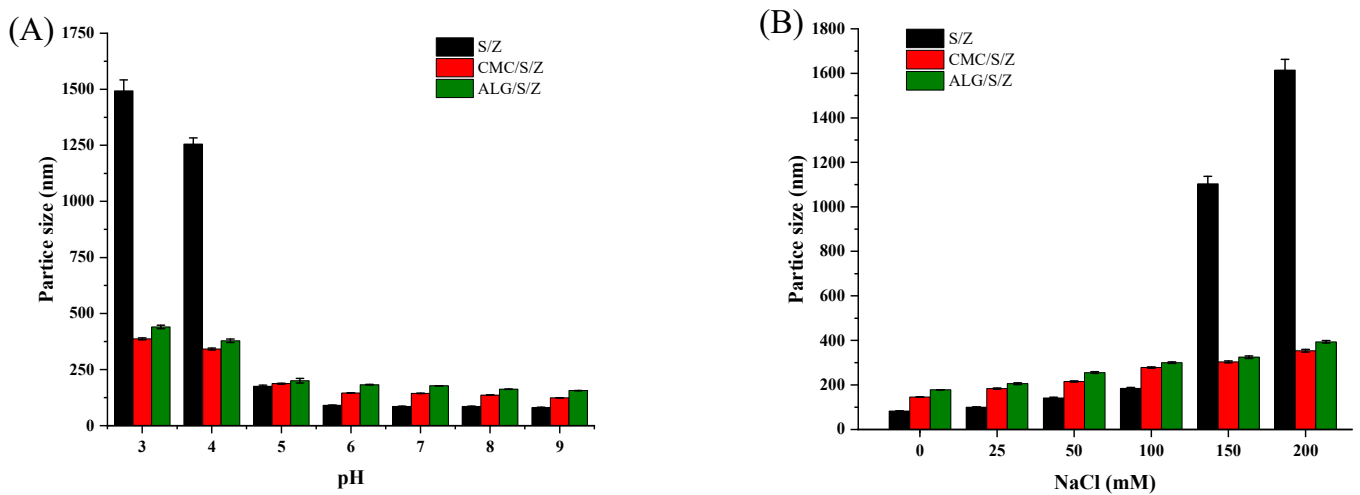 (A)
1750
1500
1250
1000
750
500
250
0
Partice size (nm)
S/Z
CMC/S/Z
ALG/S/Z
3 4 5 6 7 8 9
pH
(B)
1800
1600
1400
1200
1000
800
600
400
200
0
Partice size (nm)
S/Z
CMC/S/Z
ALG/S/Z
0 25 50 100 150 200
NaCl (mM)